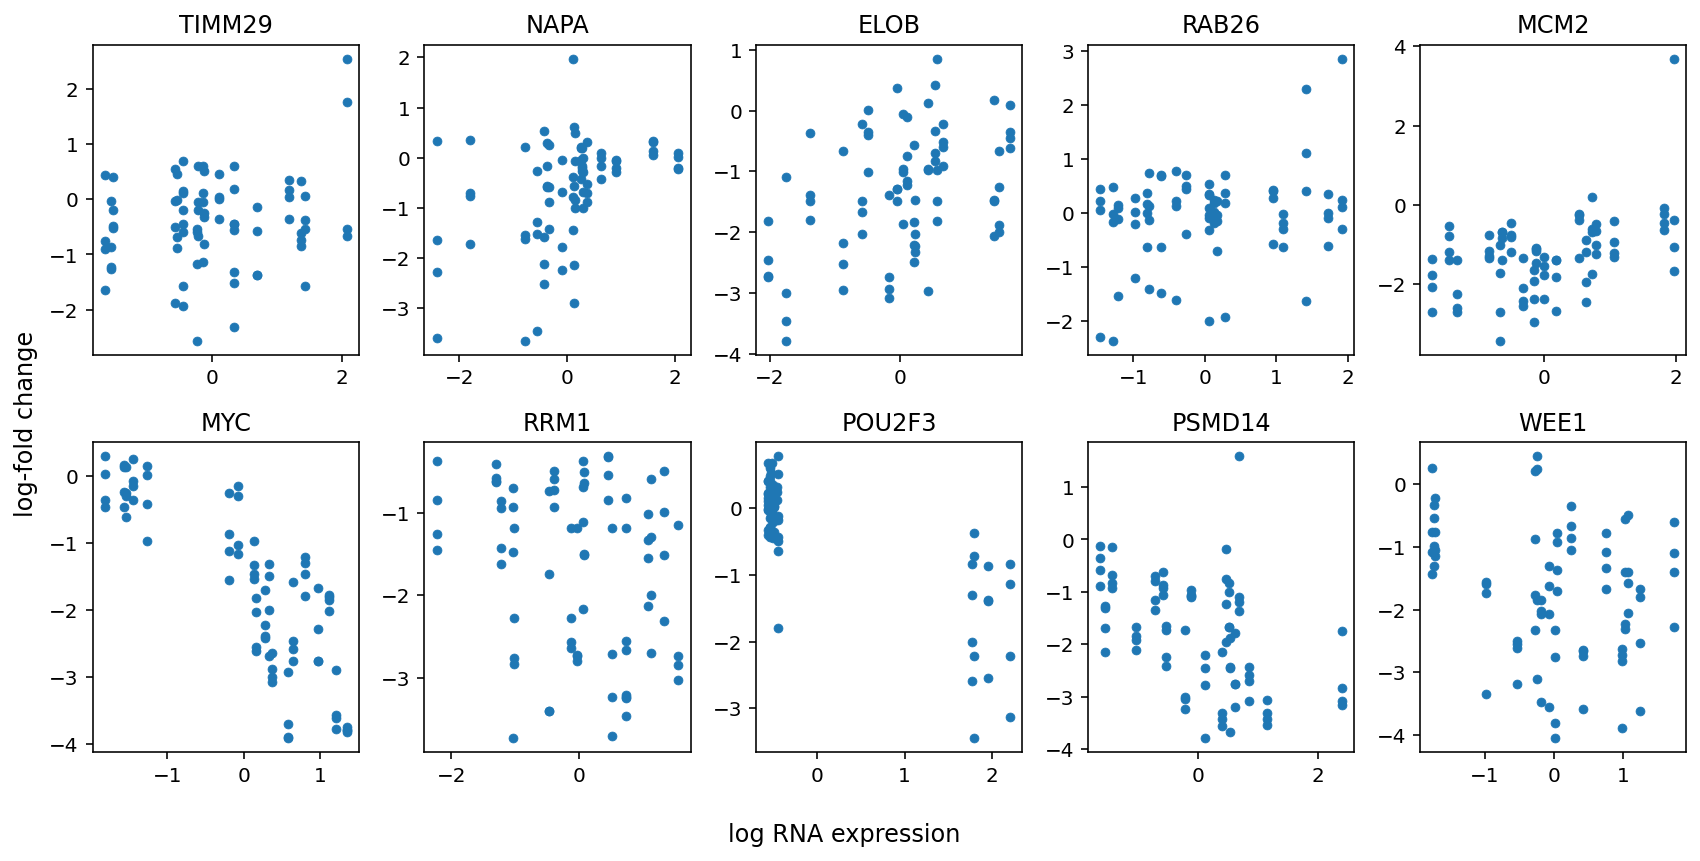 TIMM29 NAPA ELOB RAB26 MCM2
2 1 0 −1 −2
0 2
2 1 0 −1 −2 −3
−2 0 2
1 0 −1 −2 −3 −4
−2 0
3 2 1 0 −1 −2
−1 0 1 2
4 2 0 −2
0 2
log-fold change
MYC RRM1 POU2F3 PSMD14 WEE1
0 −1 −2 −3 −4
−1 0 1
−1 −2 −3
−2 0
0 −1 −2 −3
0 1 2
1 0 −1 −2 −3 −4
0 2
0 −1 −2 −3 −4
−1 0 1
log RNA expression